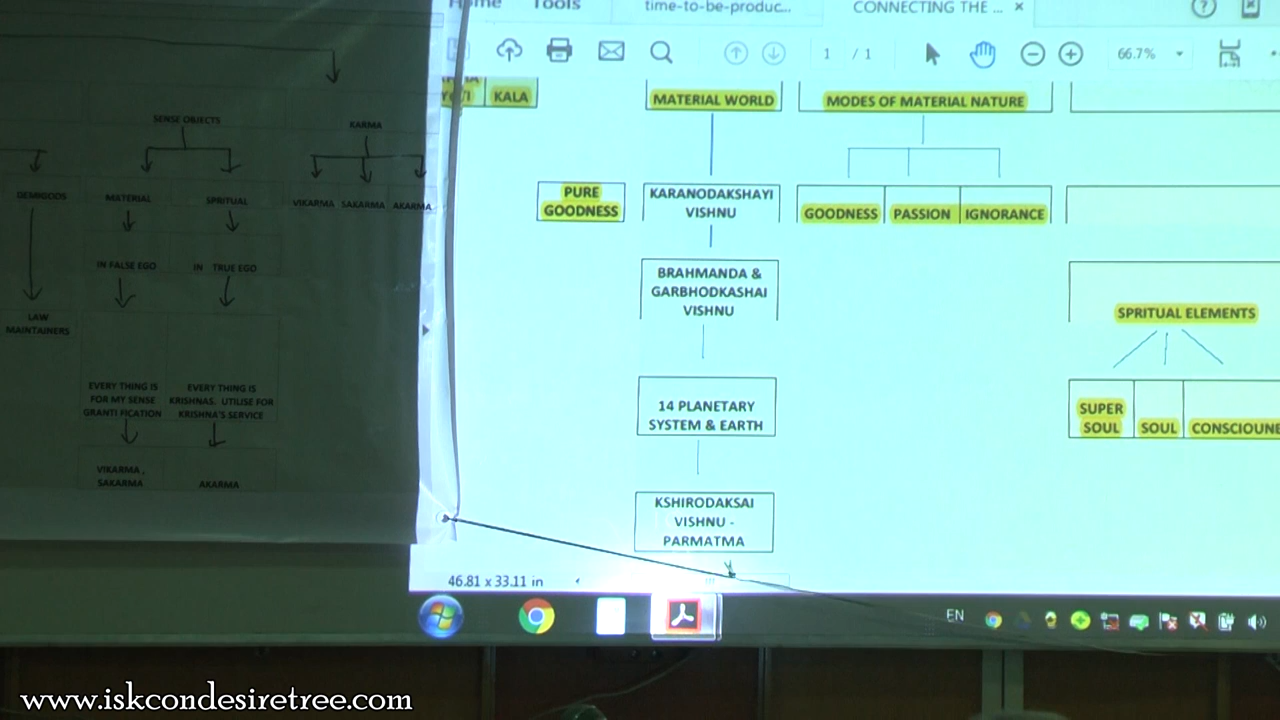 Tools
time-to-be-produc...
CONNECTING THE ...
1 / 1
66.7%
KALA
MATERIAL WORLD
MODES OF MATERIAL NATURE
SENSE OBJECTS
KARMA
DEMIGODS
MATERIAL
SPRITUAL
VIKARMA
SAKARMA
AKARMA
PURE
GOODNESS
KARANODAKSHAYI
VISHNU
GOODNESS
PASSION
IGNORANCE
IN FALSE EGO
IN TRUE EGO
BRAHMANDA &
GARBHODKASHAI
VISHNU
LAW
MAINTAINERS
SPRITUAL ELEMENTS
EVERY THING IS
FOR MY SENSE
GRANTI FICATION
EVERY THING IS
KRISHNAS. UTILISE FOR
KRISHNA'S SERVICE
14 PLANETARY
SYSTEM & EARTH
SUPER
SOUL
SOUL
CONSCIOUNE
VIKARMA ,
SAKARMA
AKARMA
KSHIRODAKSAI
VISHNU -
PARMATMA
46.81 x 33.11 in
EN
www.iskcondesiretree.com